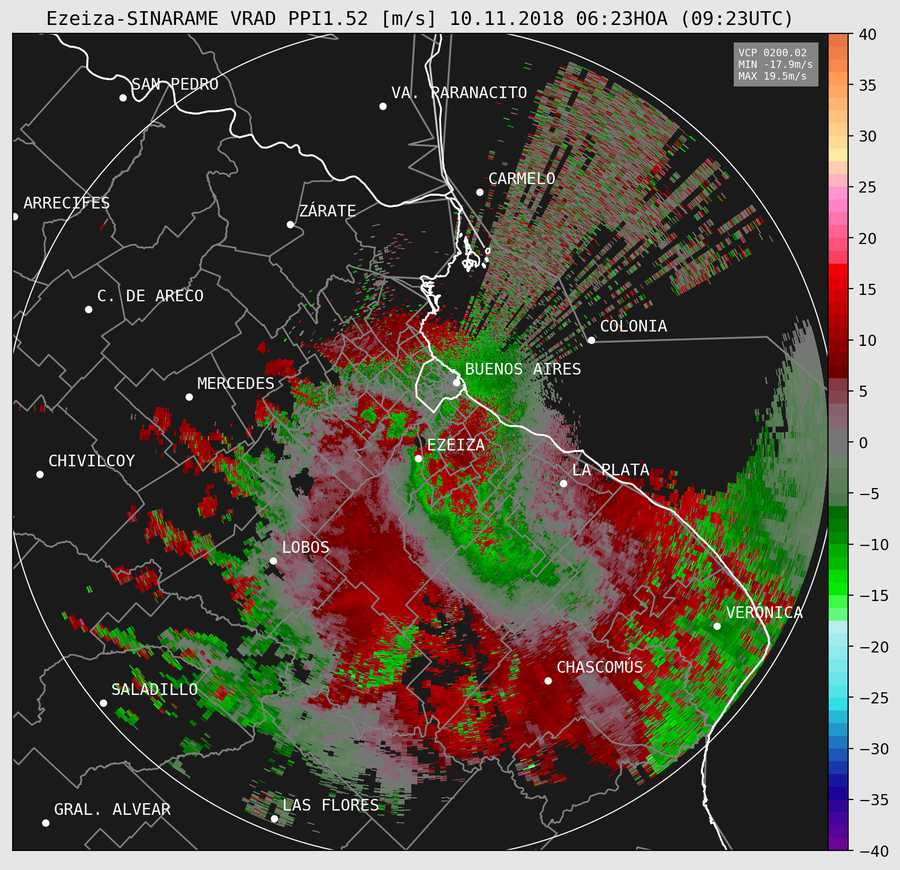 Ezeiza-SINARAME VRAD PPI1.52 [m/s] 10.11.2018 06:23HOA (09:23UTC)
VCP 0200.02
MIN -17.9m/s
MAX 19.5m/s
SAN PEDRO
VA. PARANACITO
CARMELO
ARRECIFES
ZÁRATE
C. DE ARECO
COLONIA
BUENOS AIRES
MERCEDES
EZEIZA
CHIVILCOY
LA PLATA
LOBOS
VERÓNICA
CHASCOMÚS
SALADILLO
LAS FLORES
GRAL. ALVEAR
40
35
30
25
20
15
10
5
0
−5
−10
−15
−20
−25
−30
−35
−40